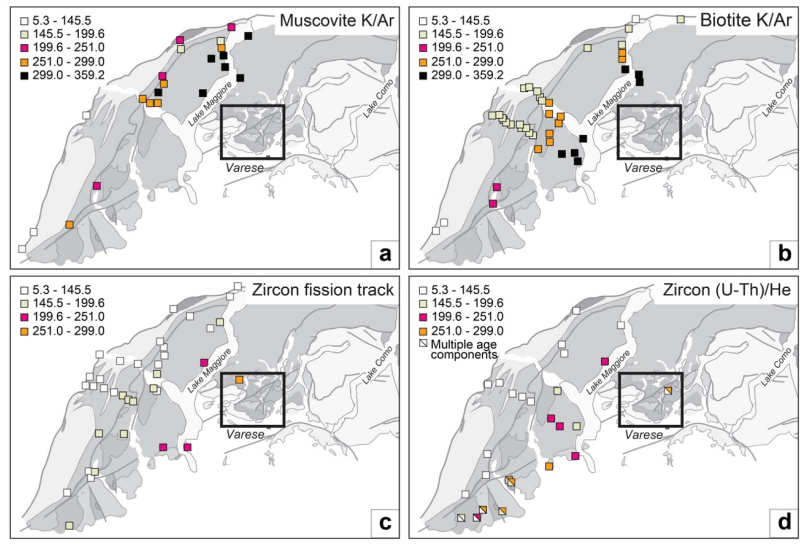 Muscovite K/Ar
5.3 - 145.5
145.5 - 199.6
199.6 - 251.0
251.0 - 299.0
299.0 - 359.2
Lake Maggiore
Lake Como
Varese
a
Biotite K/Ar
5.3 - 145.5
145.5 - 199.6
199.6 - 251.0
251.0 - 299.0
299.0 - 359.2
Lake Maggiore
Lake Como
Varese
b
Zircon fission track
5.3 - 145.5
145.5 - 199.6
199.6 - 251.0
251.0 - 299.0
Lake Maggiore
Lake Como
Varese
c
Zircon (U-Th)/He
5.3 - 145.5
145.5 - 199.6
199.6 - 251.0
251.0 - 299.0
Multiple age
components
Lake Maggiore
Lake Como
Varese
d